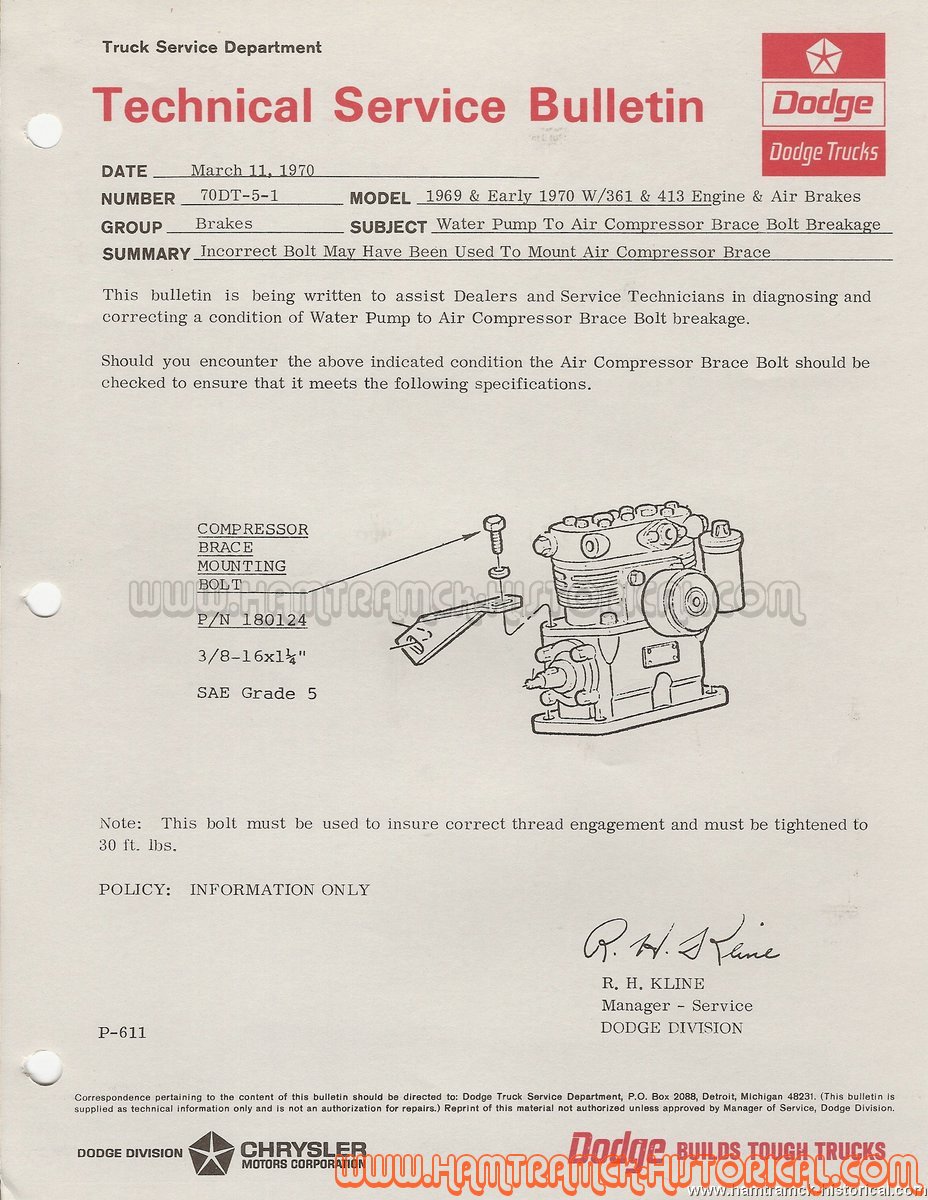 Truck Service Department
Technical Service Bulletin
Dodge
Dodge Trucks
DATE March 11, 1970
NUMBER 70DT-5-1 MODEL 1969 & Early 1970 W/361 & 413 Engine & Air Brakes
GROUP Brakes SUBJECT Water Pump To Air Compressor Brace Bolt Breakage
SUMMARY Incorrect Bolt May Have Been Used To Mount Air Compressor Brace
This bulletin is being written to assist Dealers and Service Technicians in diagnosing and
correcting a condition of Water Pump to Air Compressor Brace Bolt breakage.
Should you encounter the above indicated condition the Air Compressor Brace Bolt should be
checked to ensure that it meets the following specifications.
COMPRESSOR
BRACE
MOUNTING
BOLT
WWW.HAMTRAMCK-HISTORICAL.COM
P/N 180124
3/8-16x1¼"
SAE Grade 5
Note: This bolt must be used to insure correct thread engagement and must be tightened to
30 ft. lbs.
POLICY: INFORMATION ONLY
R. H. Kline
R. H. KLINE
Manager - Service
DODGE DIVISION
P-611
Correspondence pertaining to the content of this bulletin should be directed to: Dodge Truck Service Department, P.O. Box 2088, Detroit, Michigan 48231. (This bulletin is
supplied as technical information only and is not an authorization for repairs.) Reprint of this material not authorized unless approved by Manager of Service, Dodge Division.
DODGE DIVISION CHRYSLER
MOTORS CORPORATION
Dodge BUILDS TOUGH TRUCKS
WWW.HAMTRAMCK-HISTORICAL.COM
www.hamtramck-historical.com